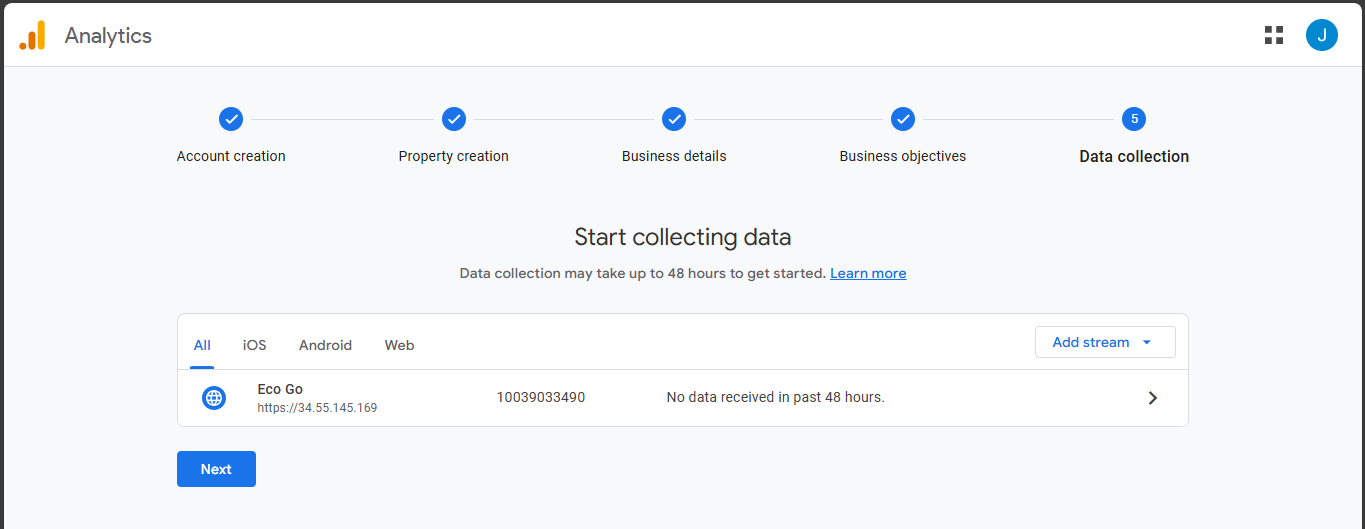 Analytics
J
5
Account creation
Property creation
Business details
Business objectives
Data collection
Start collecting data
Data collection may take up to 48 hours to get started. Learn more
All iOS Android Web Add stream
Eco Go
https://34.55.145.169
10039033490
No data received in past 48 hours.
Next